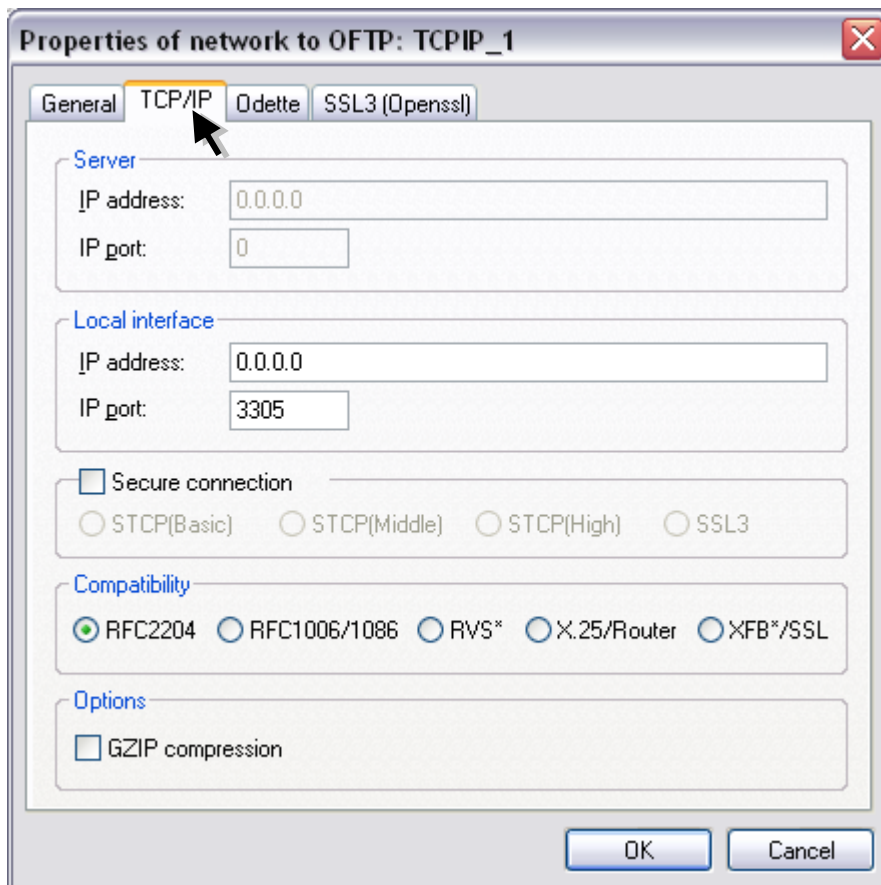 Properties of network to OFTP: TCPIP_1
General TCP/IP Odette SSL3 (Openssl)
Server
IP address: 0.0.0.0
IP port: 0
Local interface
IP address: 0.0.0.0
IP port: 3305
Secure connection
STCP(Basic) STCP(Middle) STCP(High) SSL3
Compatibility
RFC2204 RFC1006/1086 RVS* X.25/Router XFB*/SSL
Options
GZIP compression
OK Cancel